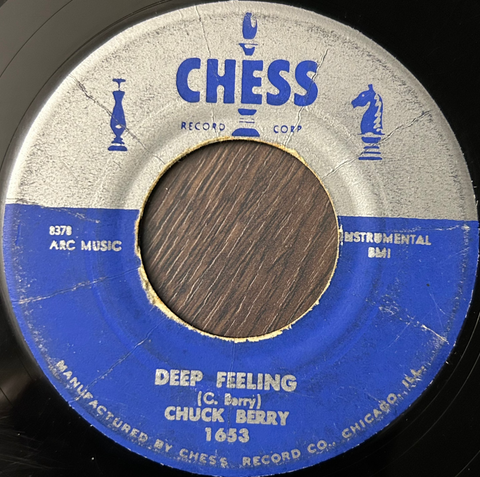 CHESS
RECORD CORP
8378
ARC MUSIC
INSTRUMENTAL
BMI
DEEP FEELING
(C. Berry)
CHUCK BERRY
1653
MANUFACTURED BY CHESS RECORD CO., CHICAGO, ILL.